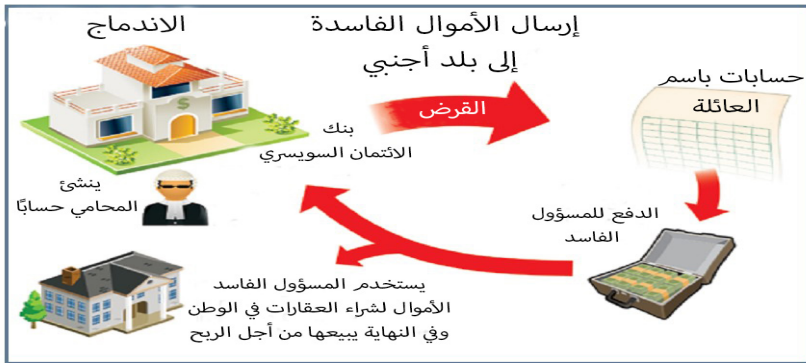 الاندماج
إرسال الأموال الفاسدة
إلى بلد أجنبي
حسابات باسم
العائلة
القرض
بنك
الائتمان السويسري
ينشئ
المحامي حسابًا
الدفع للمسؤول
الفاسد
يستخدم المسؤول الفاسد
الأموال لشراء العقارات في الوطن
وفي النهاية يبيعها من أجل الربح
$